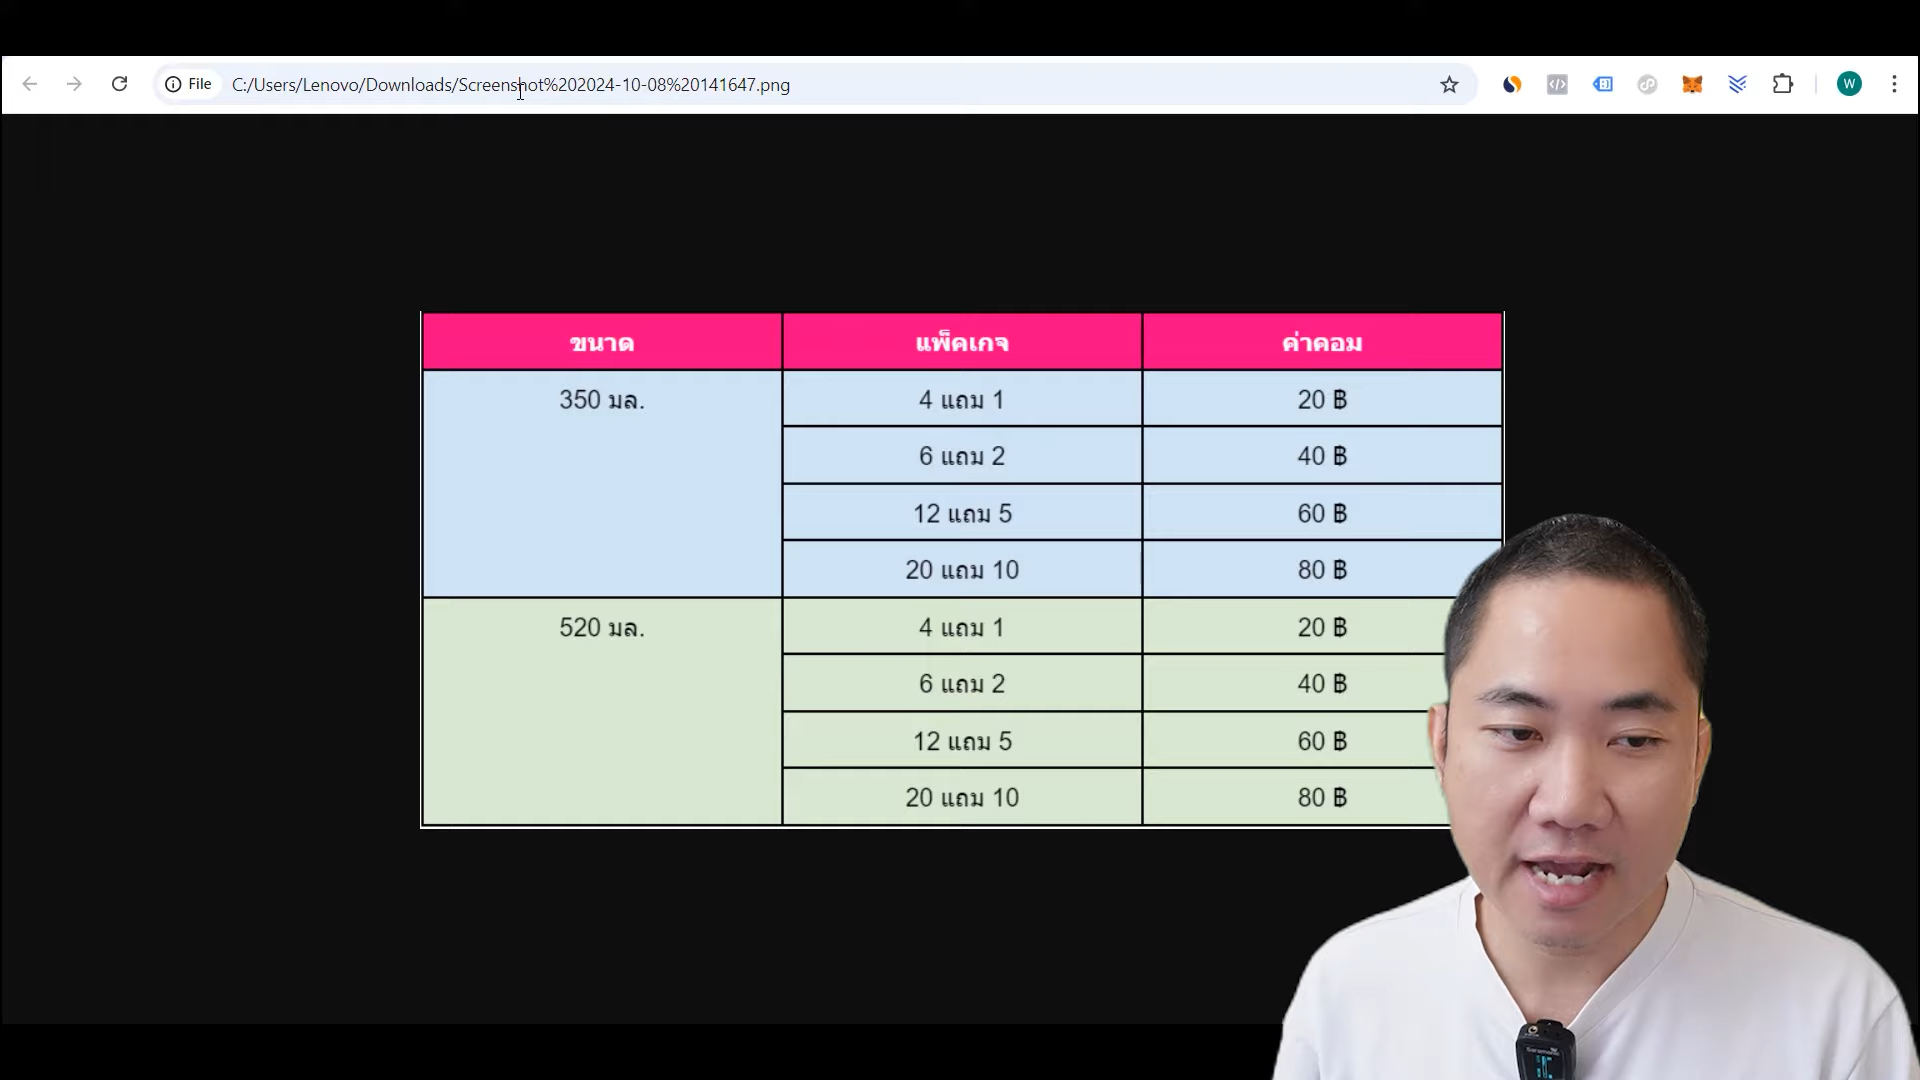 File C:/Users/Lenovo/Downloads/Screenshot%202024-10-08%20141647.png W
ขนาด แพ็คเกจ ค่าคอม
350 มล. 4 แถม 1 20 ฿
6 แถม 2 40 ฿
12 แถม 5 60 ฿
20 แถม 10 80 ฿
520 มล. 4 แถม 1 20 ฿
6 แถม 2 40 ฿
12 แถม 5 60 ฿
20 แถม 10 80 ฿